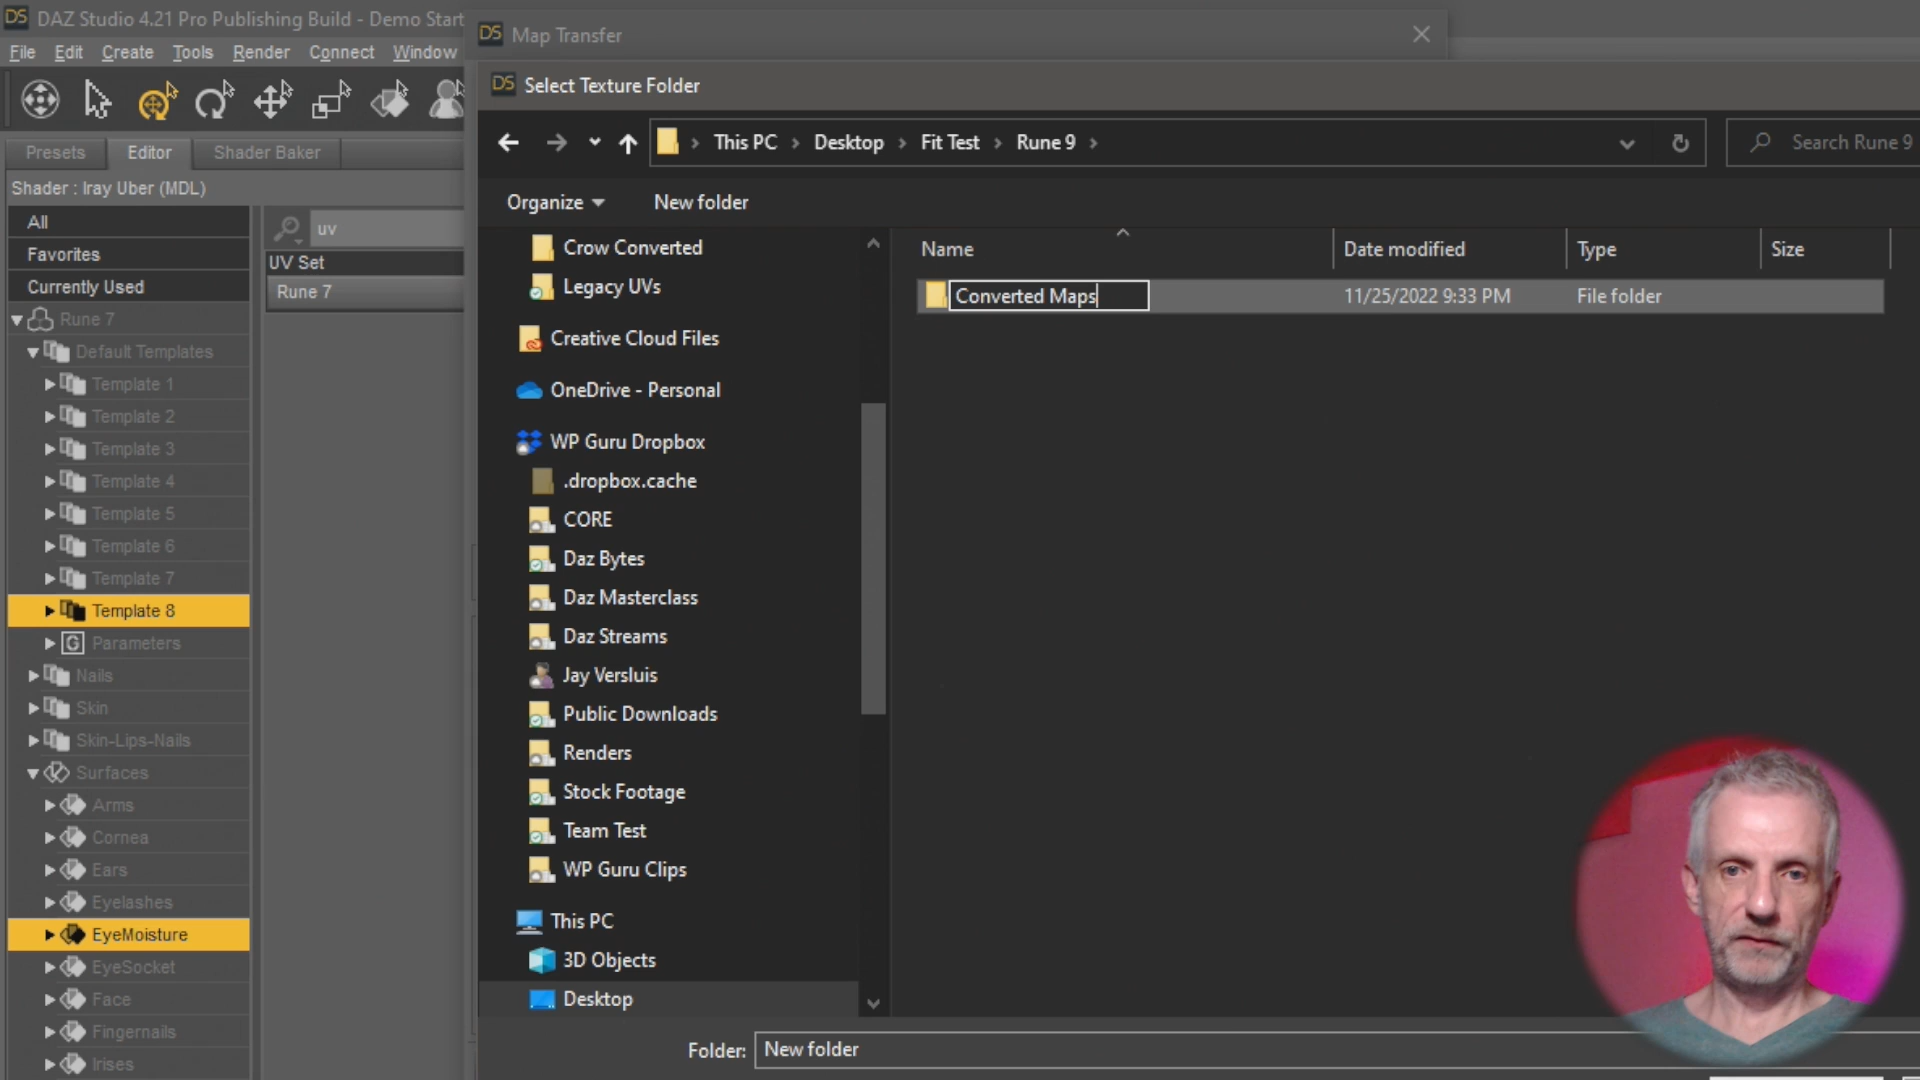 DS DAZ Studio 4.21 Pro Publishing Build - Demo Start
File Edit Create Tools Render Connect Window
Presets Editor Shader Baker
Shader : Iray Uber (MDL)
All
Favorites
Currently Used
Rune 7
Default Templates
Template 1
Template 2
Template 3
Template 4
Template 5
Template 6
Template 7
Template 8
G Parameters
Nails
Skin
Skin-Lips-Nails
Surfaces
Arms
Cornea
Ears
Eyelashes
EyeMoisture
EyeSocket
Face
Fingernails
Irises
uv
UV Set
Rune 7
DS Map Transfer
DS Select Texture Folder
This PC Desktop Fit Test Rune 9
Search Rune 9
Organize New folder
Crow Converted
Legacy UVs
Creative Cloud Files
OneDrive - Personal
WP Guru Dropbox
.dropbox.cache
CORE
Daz Bytes
Daz Masterclass
Daz Streams
Jay Versluis
Public Downloads
Renders
Stock Footage
Team Test
WP Guru Clips
This PC
3D Objects
Desktop
Name Date modified Type Size
Converted Maps 11/25/2022 9:33 PM File folder
Folder: New folder